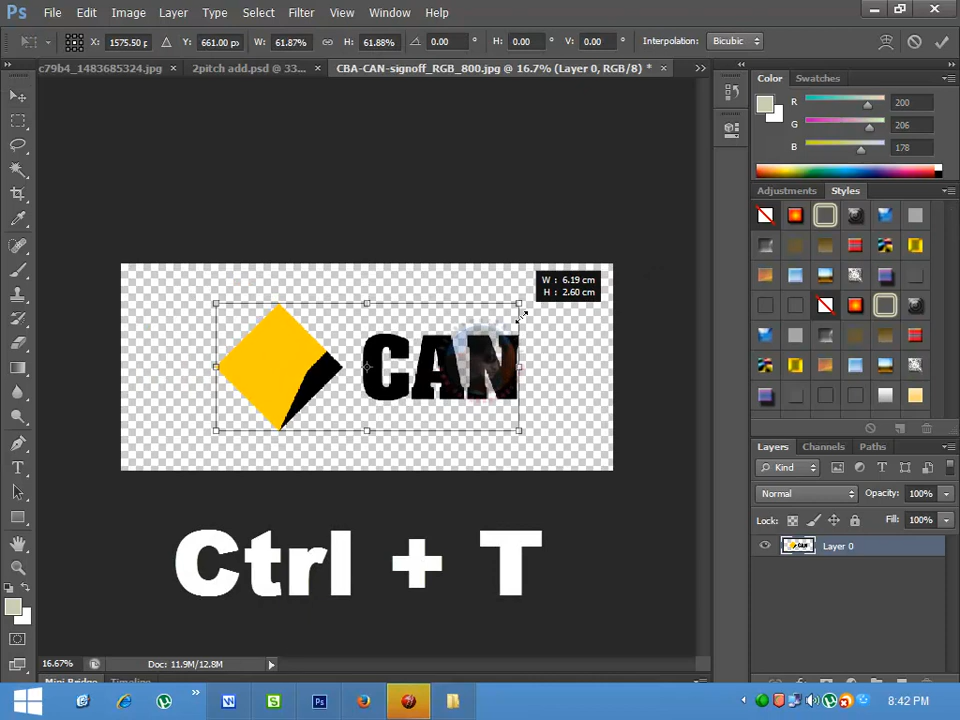 Ps File Edit Image Layer Type Select Filter View Window Help
X: 1575.50 p Y: 661.00 px W: 61.87% H: 61.88% 0.00 ° H: 0.00 ° V: 0.00 ° Interpolation: Bicubic
c79b4_1483685324.jpg × 2pitch add.psd @ 33... × CBA-CAN-signoff_RGB_800.jpg @ 16.7% (Layer 0, RGB/8) * ×
Color Swatches
R 200
G 206
B 178
Adjustments Styles
W : 6.19 cm
H : 2.60 cm
CAN
Layers Channels Paths
Kind
Normal Opacity: 100%
Lock: Fill: 100%
Layer 0
Ctrl + T
16.67% Doc: 11.9M/12.8M
Mini Bridge Timeline
8:42 PM